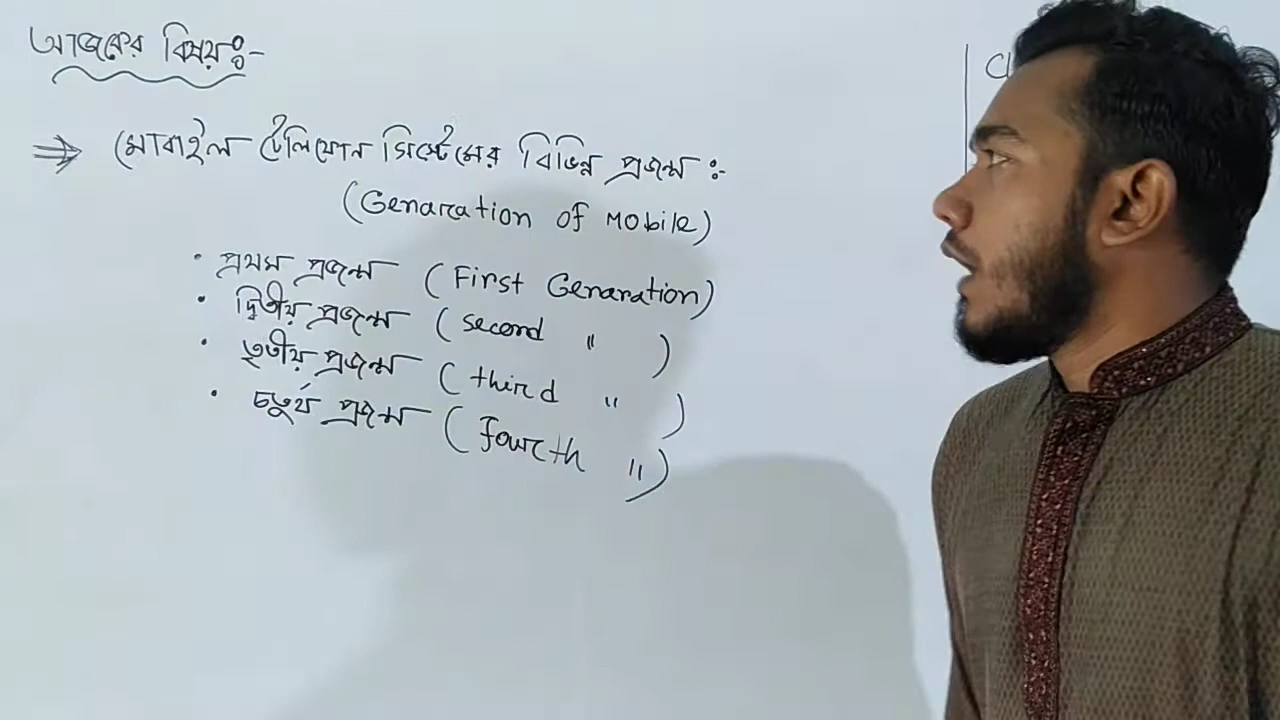 আজকের বিষয়ঃ-
⇒ মোবাইল টেলিফোন সিস্টেমের বিভিন্ন প্রজন্ম :-
(Genaration of Mobile)
• প্রথম প্রজন্ম (First Genaration)
• দ্বিতীয় প্রজন্ম (second " )
• তৃতীয় প্রজন্ম (third " )
• চতুর্থ প্রজন্ম (fourth " )